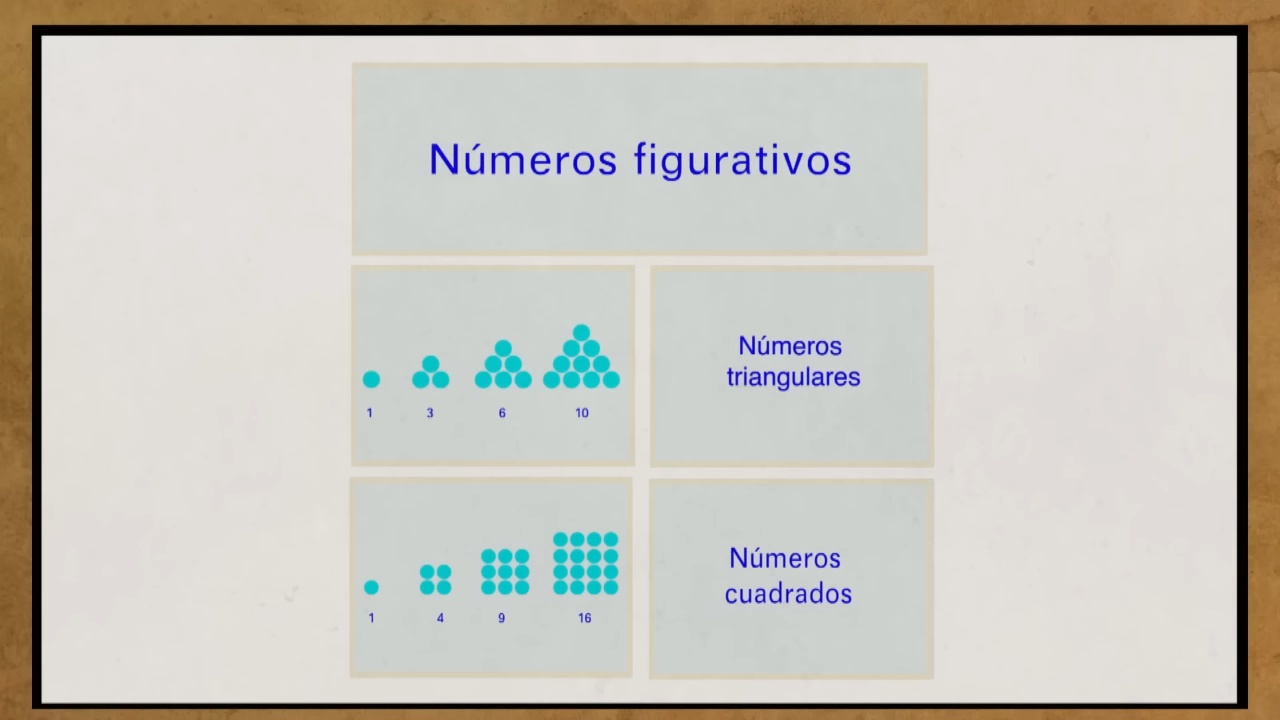 Números figurativos
1 3 6 10
Números
triangulares
1 4 9 16
Números
cuadrados